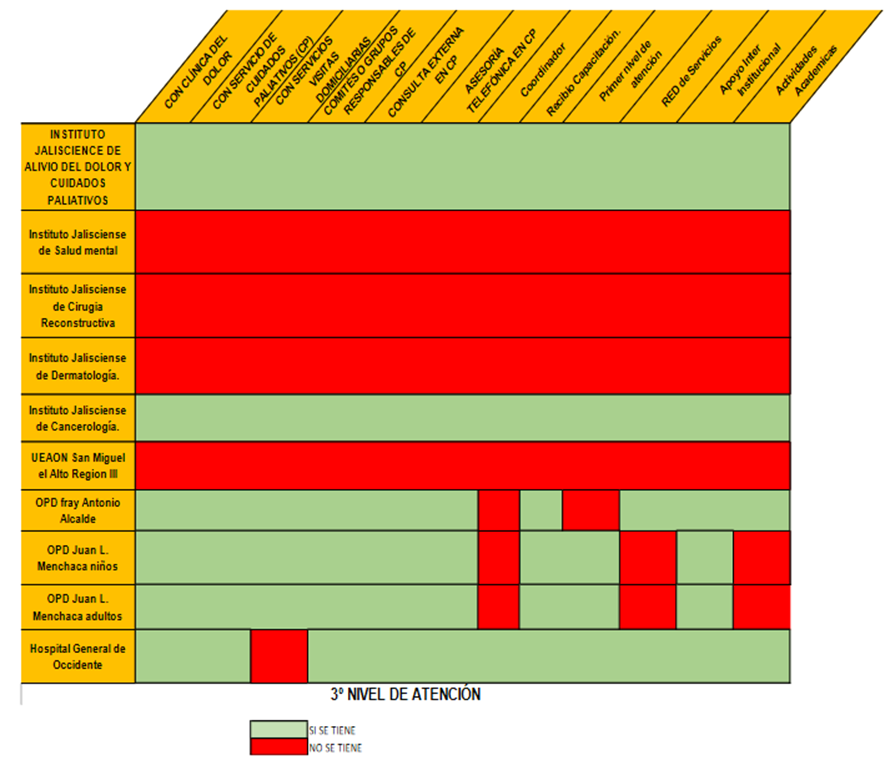 CON CLÍNICA DEL
DOLOR
CON SERVICIO DE
CUIDADOS
PALIATIVOS (CP)
CON SERVICIOS
VISITAS
DOMICILIARIAS
COMITÉS O GRUPOS
RESPONSABLES DE
CP
CONSULTA EXTERNA
EN CP
ASESORÍA
TELEFÓNICA EN CP
Coordinador
Recibio Capacitación.
Primer nivel de
atención
RED de Servicios
Apoyo Inter
Institucional
Actividades
Academicas
INSTITUTO
JALISCIENCE DE
ALIVIO DEL DOLOR Y
CUIDADOS
PALIATIVOS
Instituto Jalisciense
de Salud mental
Instituto Jalisciense
de Cirugia
Reconstructiva
Instituto Jalisciense
de Dermatología.
Instituto Jalisciense
de Cancerología.
UEAON San Miguel
el Alto Region III
OPD fray Antonio
Alcalde
OPD Juan L.
Menchaca niños
OPD Juan L.
Menchaca adultos
Hospital General de
Occidente
3º NIVEL DE ATENCIÓN
SI SE TIENE
NO SE TIENE